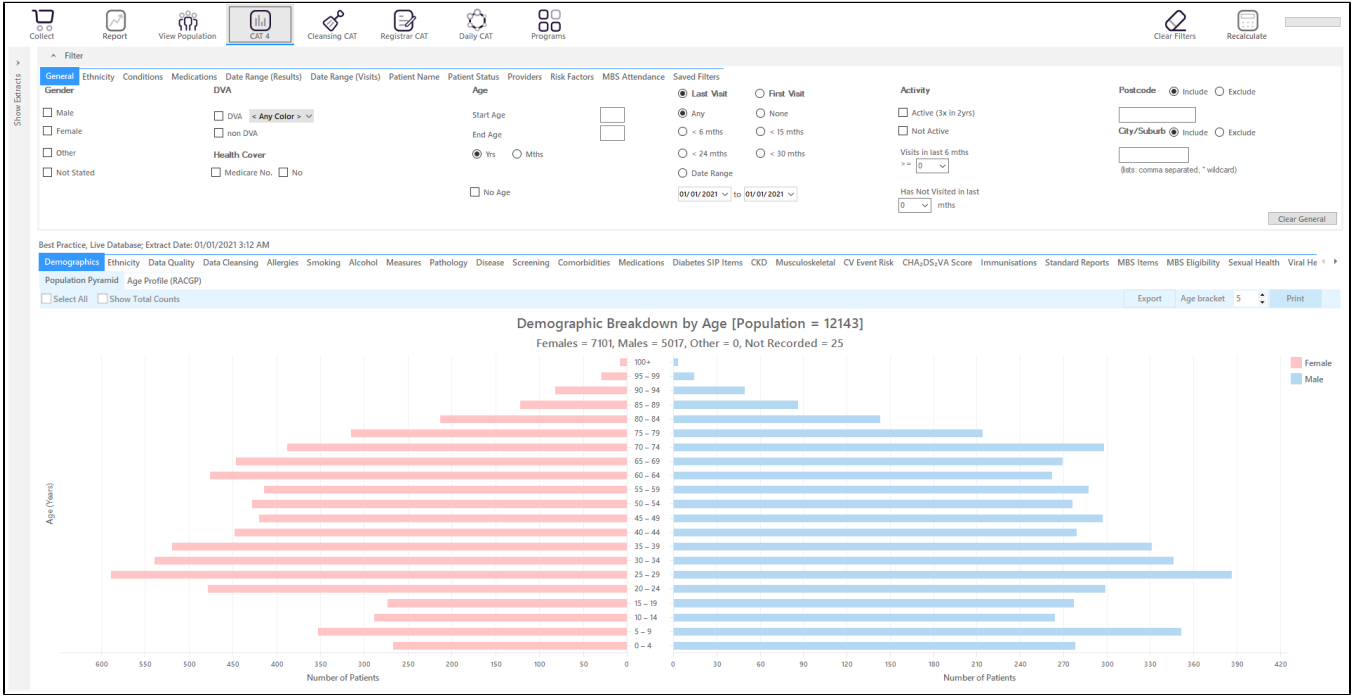 Collect Report View Population CAT 4 Cleansing CAT Registrar CAT Daily CAT Programs Clear Filters Recalculate
Show Extracts
Filter
General Ethnicity Conditions Medications Date Range (Results) Date Range (Visits) Patient Name Patient Status Providers Risk Factors MBS Attendance Saved Filters
Gender
Male
Female
Other
Not Stated
DVA
DVA < Any Color >
non DVA
Health Cover
Medicare No. No
Age
Start Age
End Age
Yrs Mths
No Age
Last Visit First Visit
Any None
< 6 mths < 15 mths
< 24 mths < 30 mths
Date Range
01/01/2021 to 01/01/2021
Activity
Active (3x in 2yrs)
Not Active
Visits in last 6 mths
>= 0
Has Not Visited in last
0 mths
Postcode Include Exclude
City/Suburb Include Exclude
(lists: comma separated, * wildcard)
Clear General
Best Practice, Live Database; Extract Date: 01/01/2021 3:12 AM
Demographics Ethnicity Data Quality Data Cleansing Allergies Smoking Alcohol Measures Pathology Disease Screening Comorbidities Medications Diabetes SIP Items CKD Musculoskeletal CV Event Risk CHA₂DS₂VA Score Immunisations Standard Reports MBS Items MBS Eligibility Sexual Health Viral He
Population Pyramid Age Profile (RACGP)
Select All Show Total Counts Export Age bracket 5 Print
Demographic Breakdown by Age [Population = 12143]
Females = 7101, Males = 5017, Other = 0, Not Recorded = 25
Female
Male
Age (Years)
100+
95 – 99
90 – 94
85 – 89
80 – 84
75 – 79
70 – 74
65 – 69
60 – 64
55 – 59
50 – 54
45 – 49
40 – 44
35 – 39
30 – 34
25 – 29
20 – 24
15 – 19
10 – 14
5 – 9
0 – 4
600 550 500 450 400 350 300 250 200 150 100 50 0 0 30 60 90 120 150 180 210 240 270 300 330 360 390 420
Number of Patients Number of Patients